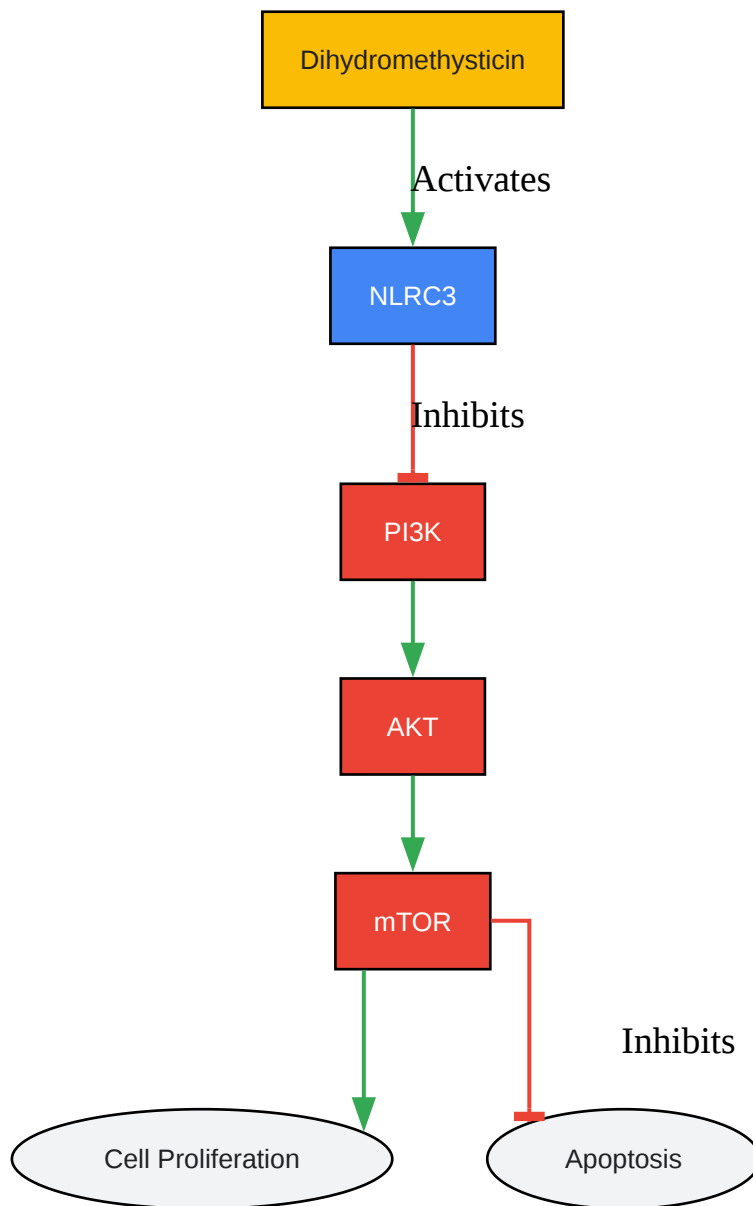 Dihydromethysticin
Activates
NLRC3
Inhibits
PI3K
AKT
mTOR
Inhibits
Cell Proliferation
Apoptosis